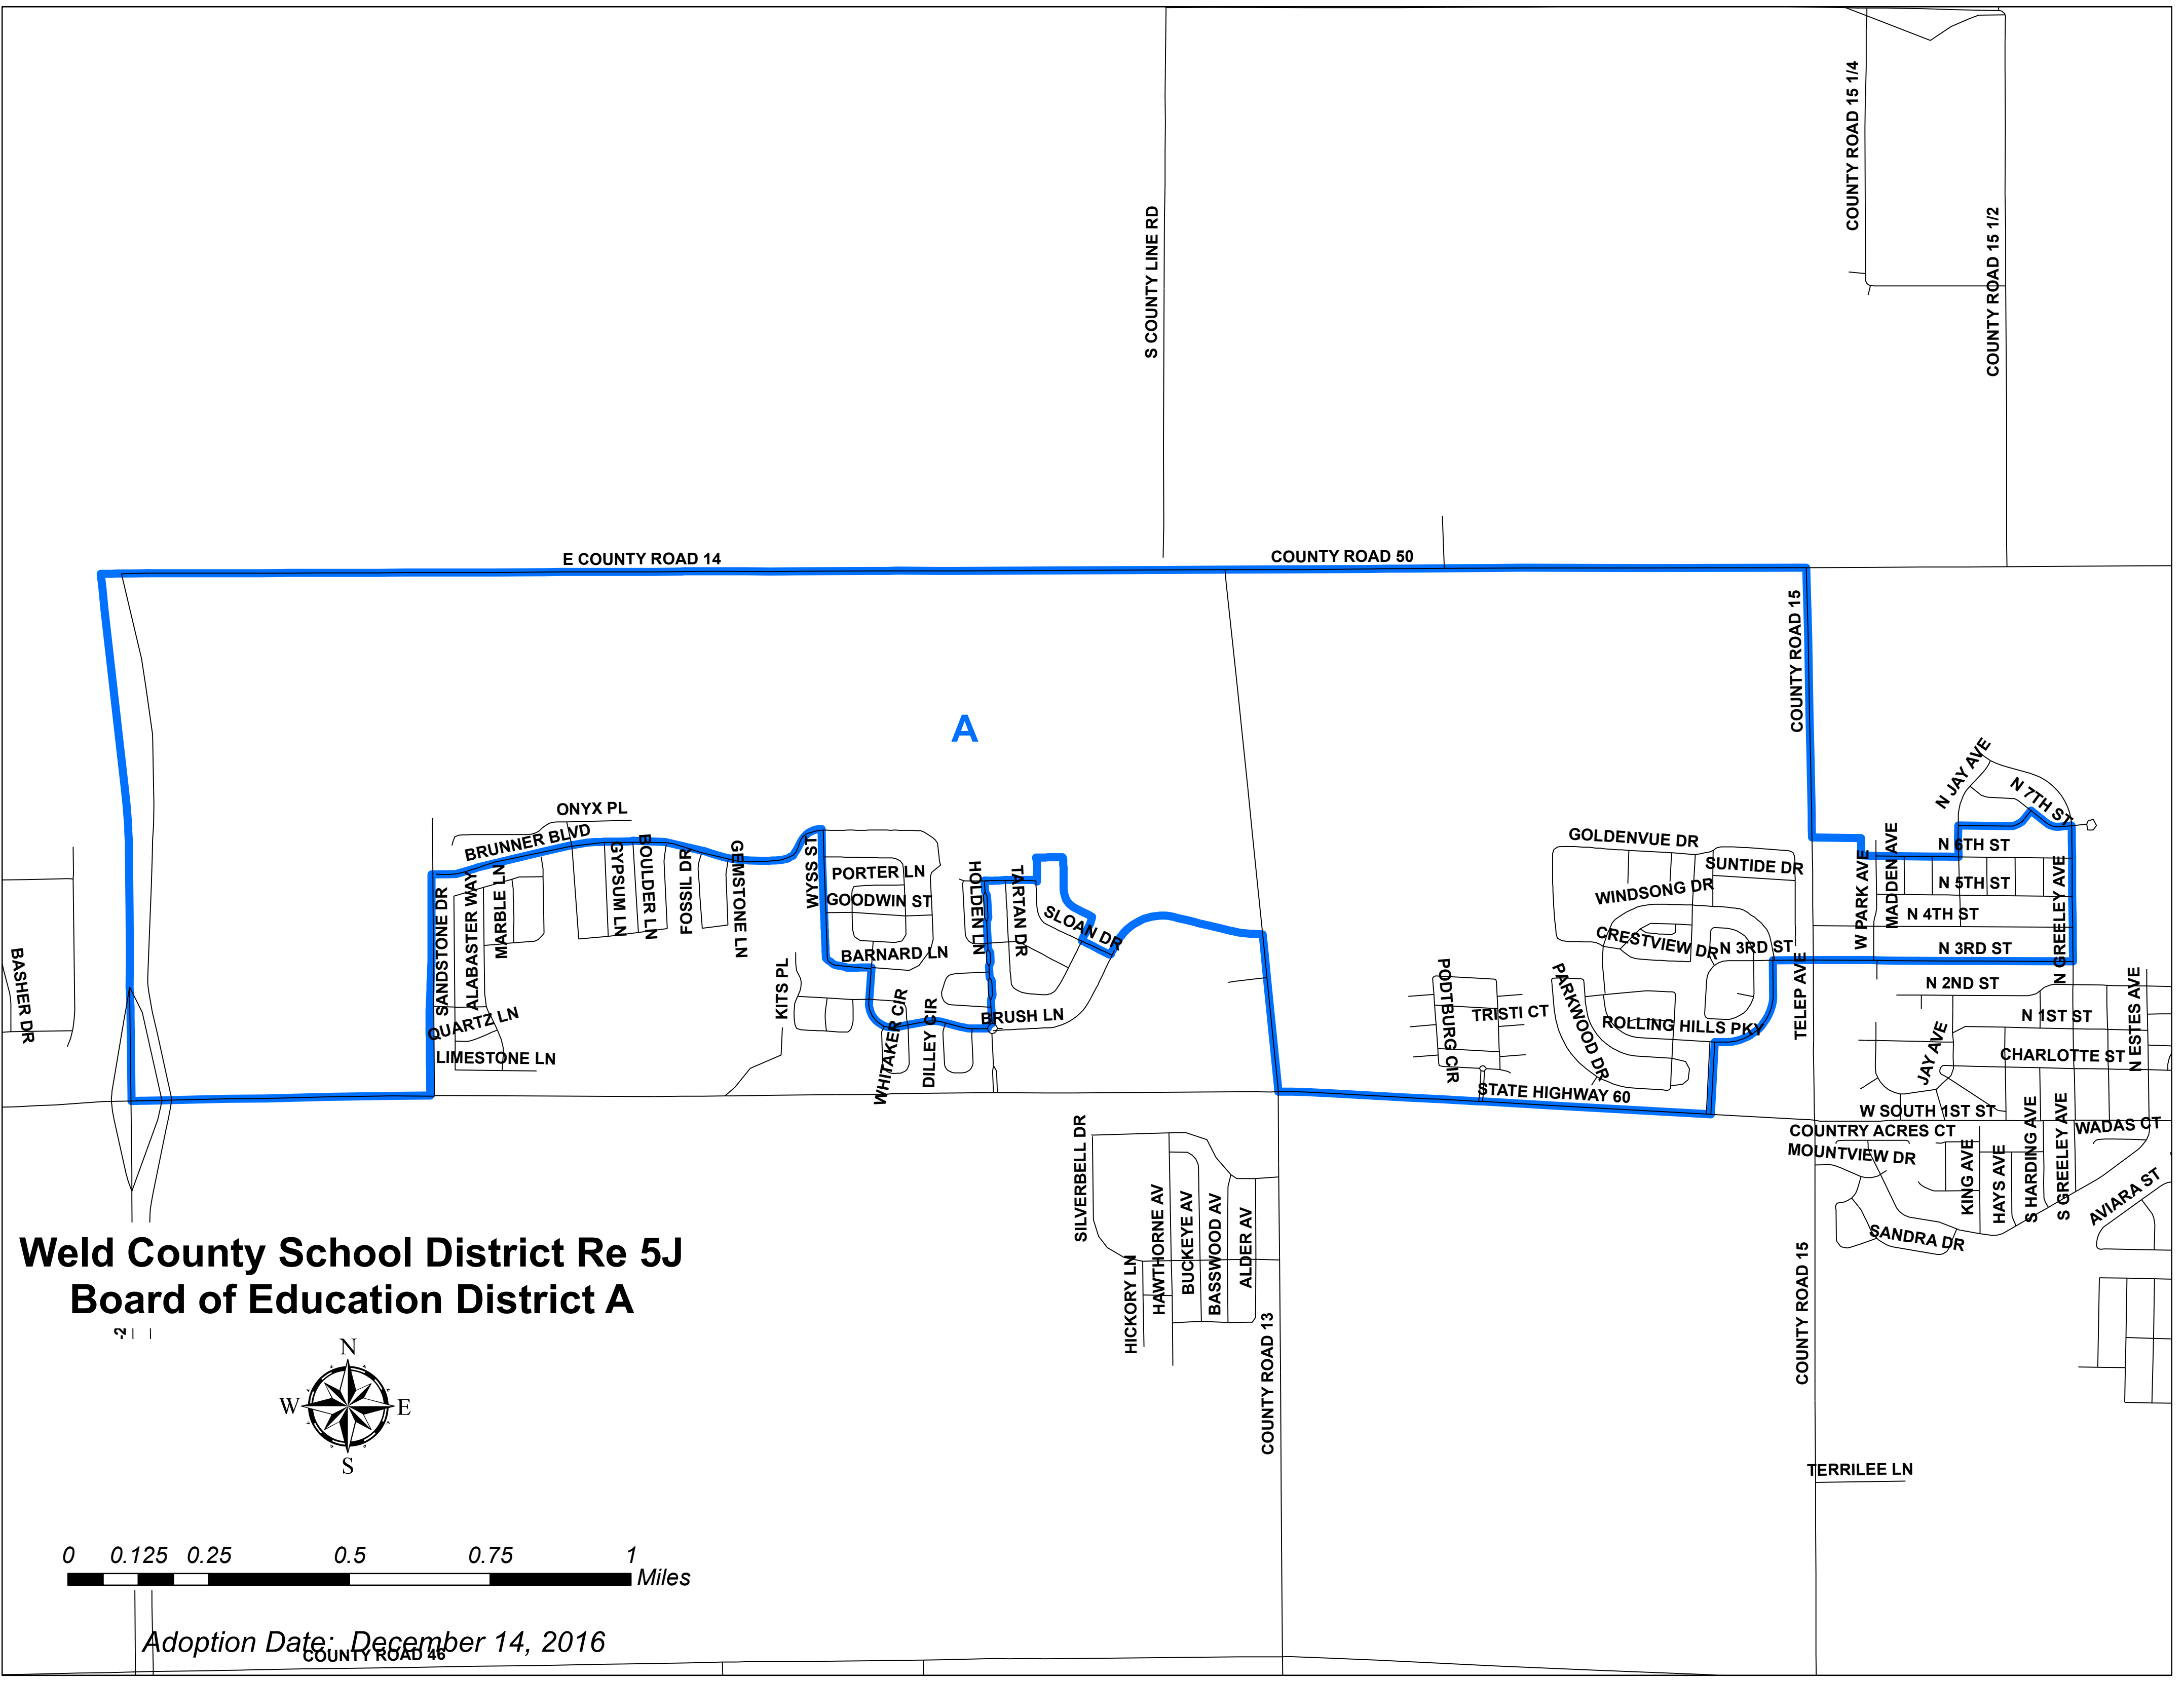 COUNTY ROAD 15 1/4
S COUNTY LINE RD
COUNTY ROAD 15 1/2
E COUNTY ROAD 14
COUNTY ROAD 50
COUNTY ROAD 15
A
N JAY AVE
N 7TH ST
ONYX PL
BRUNNER BLVD
GOLDENVUE DR
SUNTIDE DR
WINDSONG DR
CRESTVIEW DR
N 3RD ST
W PARK AVE
MADDEN AVE
N 6TH ST
N 5TH ST
N 4TH ST
N 3RD ST
N GREELEY AVE
SANDSTONE DR
ALABASTER WAY
MARBLE LN
GYPSUM LN
BOULDER LN
FOSSIL DR
GEMSTONE LN
WYSS ST
PORTER LN
GOODWIN ST
BARNARD LN
HOLDEN LN
TARTAN DR
SLOAN DR
BASHER DR
QUARTZ LN
LIMESTONE LN
KITS PL
WHITAKER CIR
DILLEY CIR
BRUSH LN
PODTBURG CIR
TRISTI CT
PARKWOOD DR
ROLLING HILLS PKY
TELEP AVE
STATE HIGHWAY 60
N 2ND ST
N 1ST ST
CHARLOTTE ST
N ESTES AVE
JAY AVE
W SOUTH 1ST ST
COUNTRY ACRES CT
MOUNTVIEW DR
KING AVE
HAYS AVE
S HARDING AVE
S GREELEY AVE
WADAS CT
AVIARA ST
SANDRA DR
SILVERBELL DR
HICKORY LN
HAWTHORNE AV
BUCKEYE AV
BASSWOOD AV
ALDER AV
COUNTY ROAD 13
COUNTY ROAD 15
TERRILEE LN
Weld County School District Re 5J
Board of Education District A
-2
N
W E
S
0 0.125 0.25 0.5 0.75 1
Miles
Adoption Date: December 14, 2016
COUNTY ROAD 46